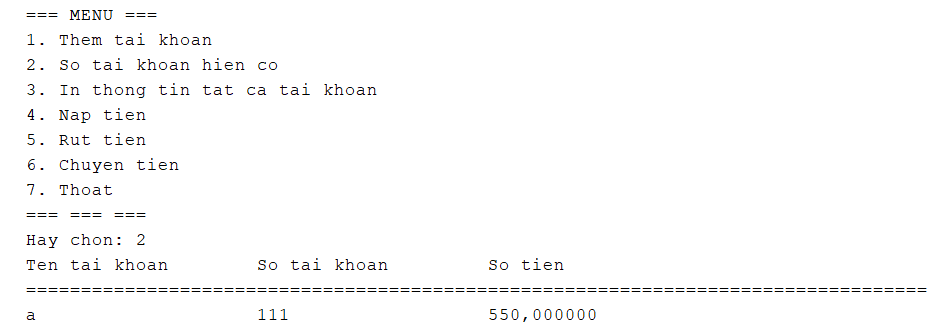 === MENU ===
1. Them tai khoan
2. So tai khoan hien co
3. In thong tin tat ca tai khoan
4. Nap tien
5. Rut tien
6. Chuyen tien
7. Thoat
=== === ===
Hay chon: 2
Ten tai khoan So tai khoan So tien
==================================================================================
a 111 550,000000